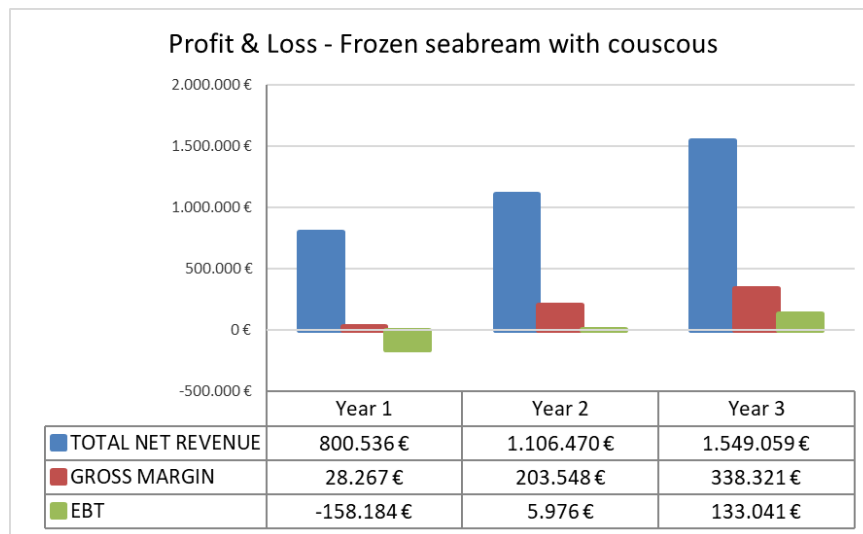 Profit & Loss - Frozen seabream with couscous
2.000.000 €
1.500.000 €
1.000.000 €
500.000 €
0 €
-500.000 €
Year 1 Year 2 Year 3
TOTAL NET REVENUE 800.536 € 1.106.470 € 1.549.059 €
GROSS MARGIN 28.267 € 203.548 € 338.321 €
EBT -158.184 € 5.976 € 133.041 €